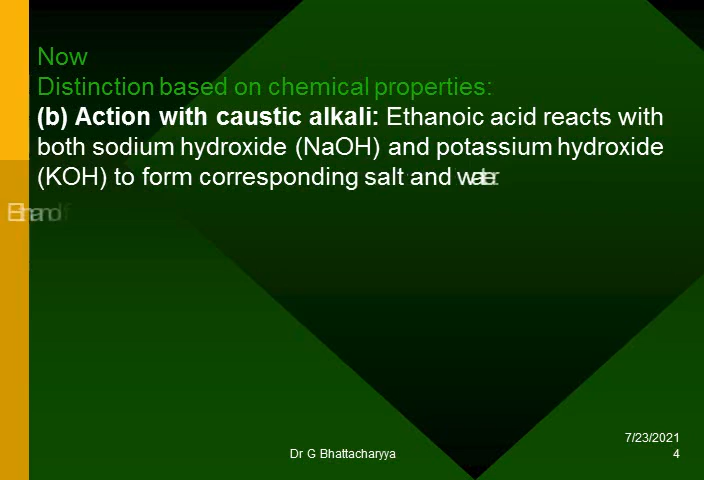 Now
Distinction based on chemical properties:
(b) Action with caustic alkali: Ethanoic acid reacts with
both sodium hydroxide (NaOH) and potassium hydroxide
(KOH) to form corresponding salt and water.
7/23/2021
Dr G Bhattacharyya
4